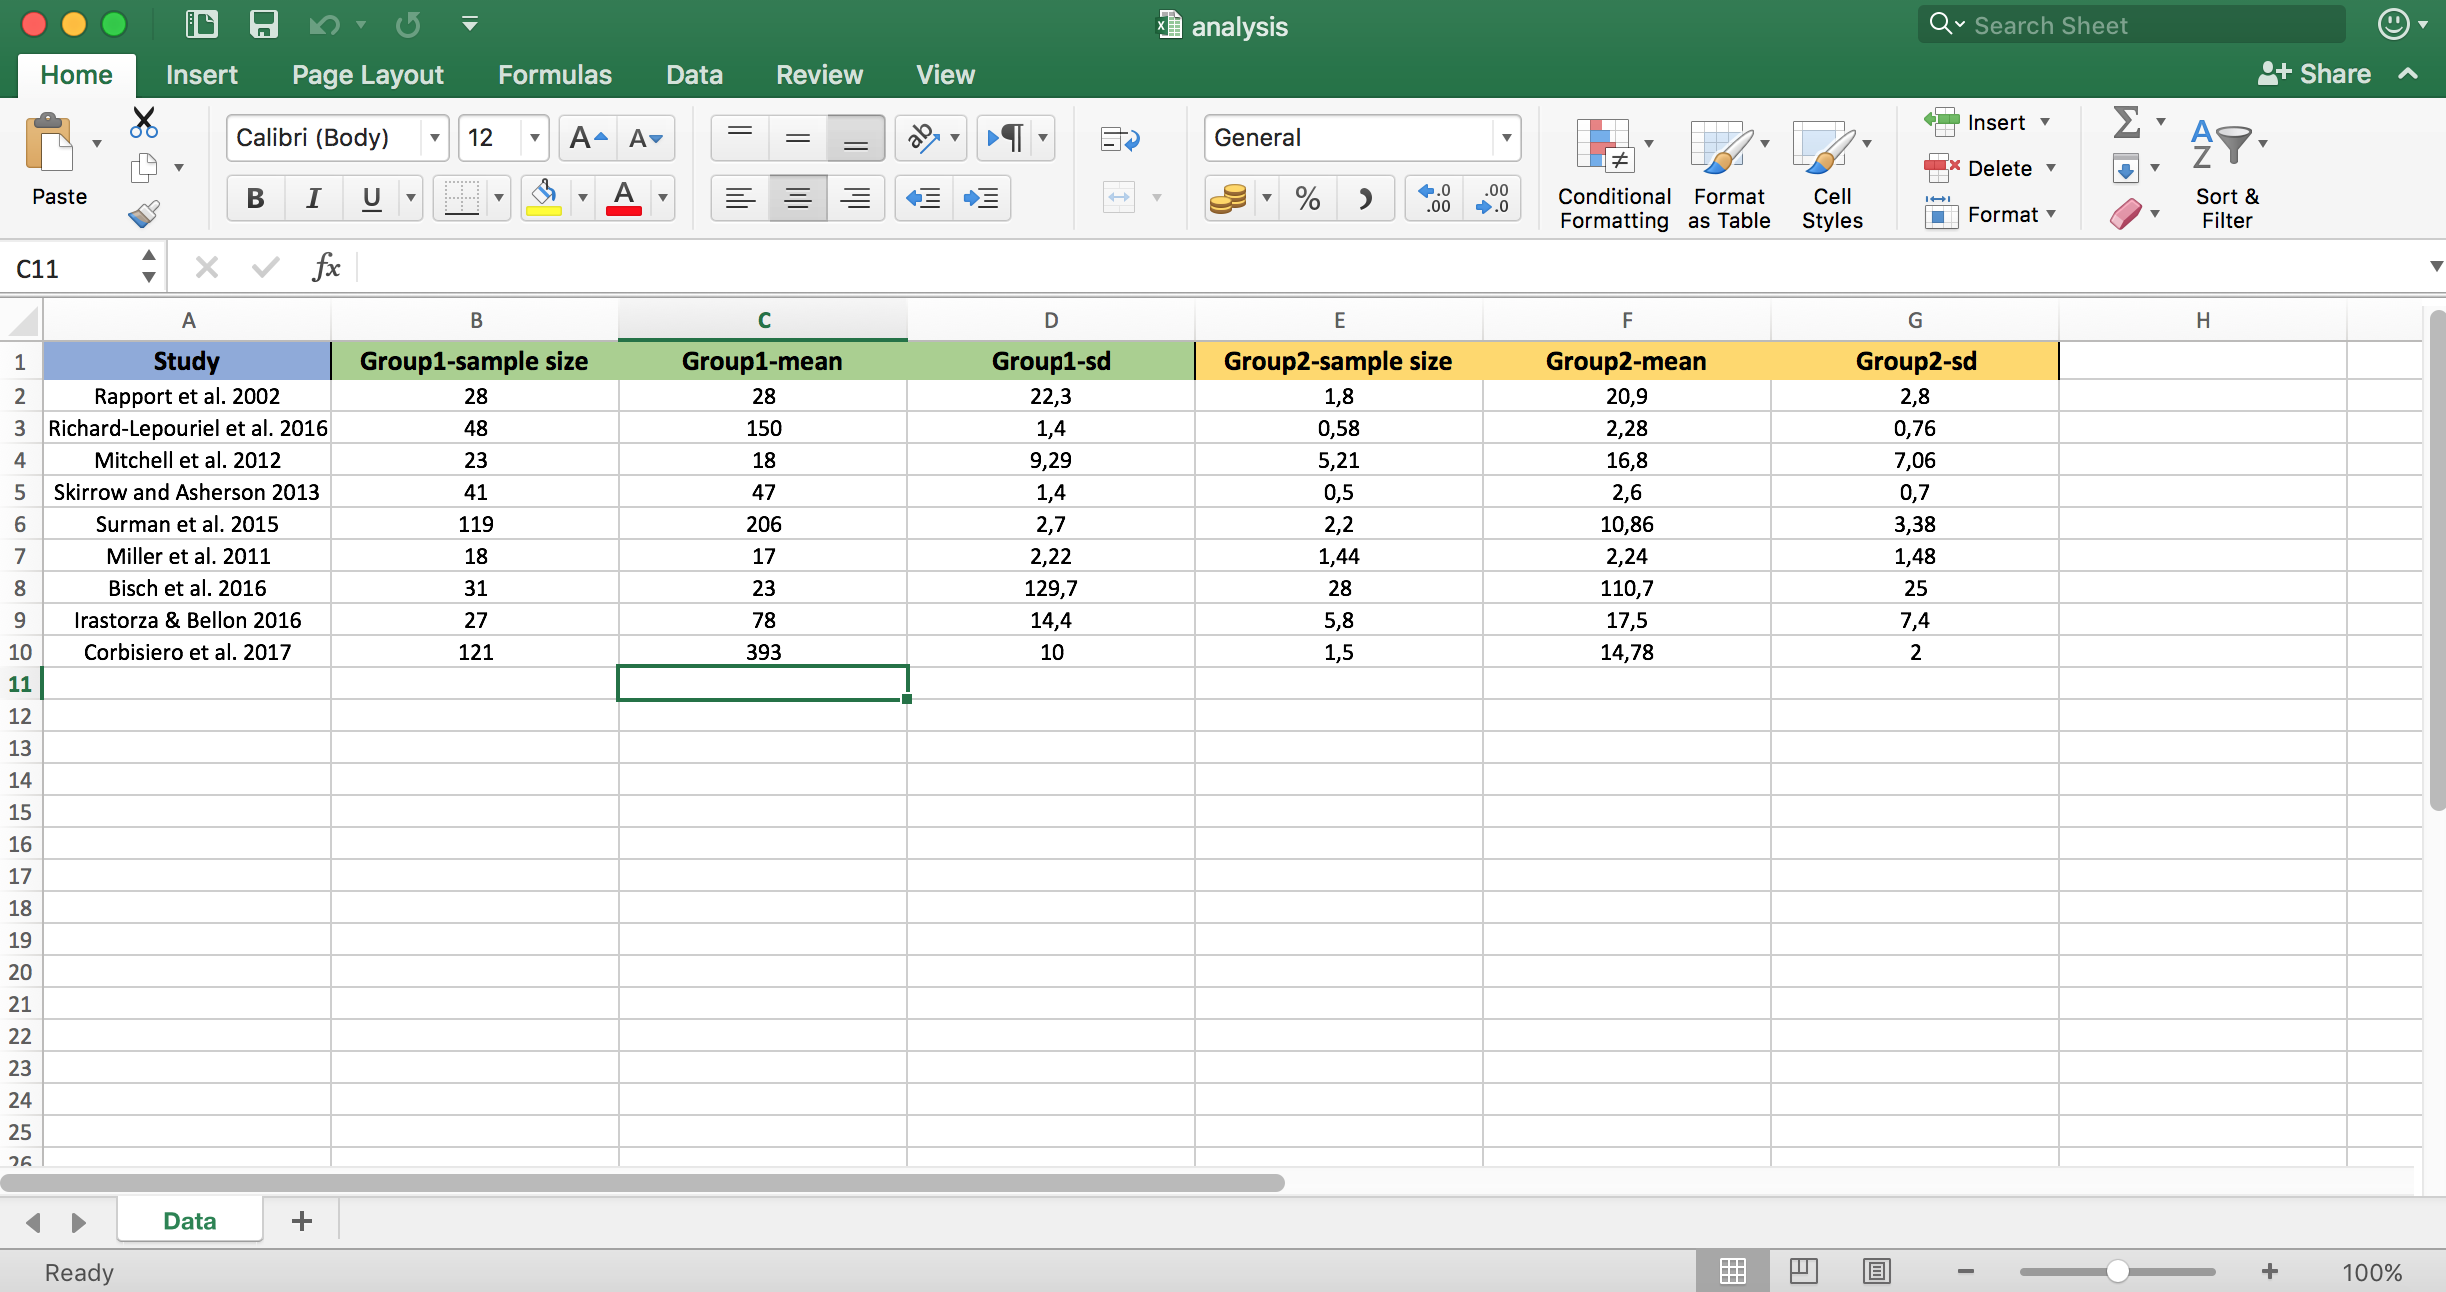 analysis
Search Sheet
Home Insert Page Layout Formulas Data Review View Share
Paste
Calibri (Body) 12 A A
B I U A
ab
General
% .0 .00 .00 .0
Conditional Formatting
Format as Table
Cell Styles
Insert
Delete
Format
A Z
Sort & Filter
C11 fx
A B C D E F G H
1 Study Group1-sample size Group1-mean Group1-sd Group2-sample size Group2-mean Group2-sd
2 Rapport et al. 2002 28 28 22,3 1,8 20,9 2,8
3 Richard-Lepouriel et al. 2016 48 150 1,4 0,58 2,28 0,76
4 Mitchell et al. 2012 23 18 9,29 5,21 16,8 7,06
5 Skirrow and Asherson 2013 41 47 1,4 0,5 2,6 0,7
6 Surman et al. 2015 119 206 2,7 2,2 10,86 3,38
7 Miller et al. 2011 18 17 2,22 1,44 2,24 1,48
8 Bisch et al. 2016 31 23 129,7 28 110,7 25
9 Irastorza & Bellon 2016 27 78 14,4 5,8 17,5 7,4
10 Corbisiero et al. 2017 121 393 10 1,5 14,78 2
11
12
13
14
15
16
17
18
19
20
21
22
23
24
25
26
Data +
Ready 100%